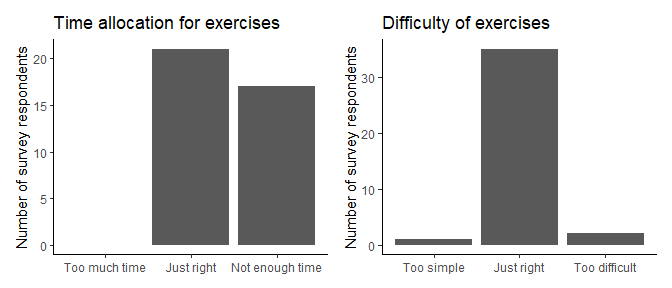 Time allocation for exercises
Number of survey respondents
20
15
10
5
0
Too much time Just right Not enough time
Difficulty of exercises
Number of survey respondents
30
20
10
0
Too simple Just right Too difficult